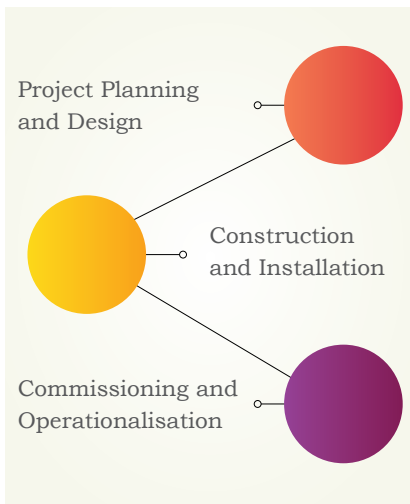 Project Planning
and Design
Construction
and Installation
Commissioning and
Operationalisation